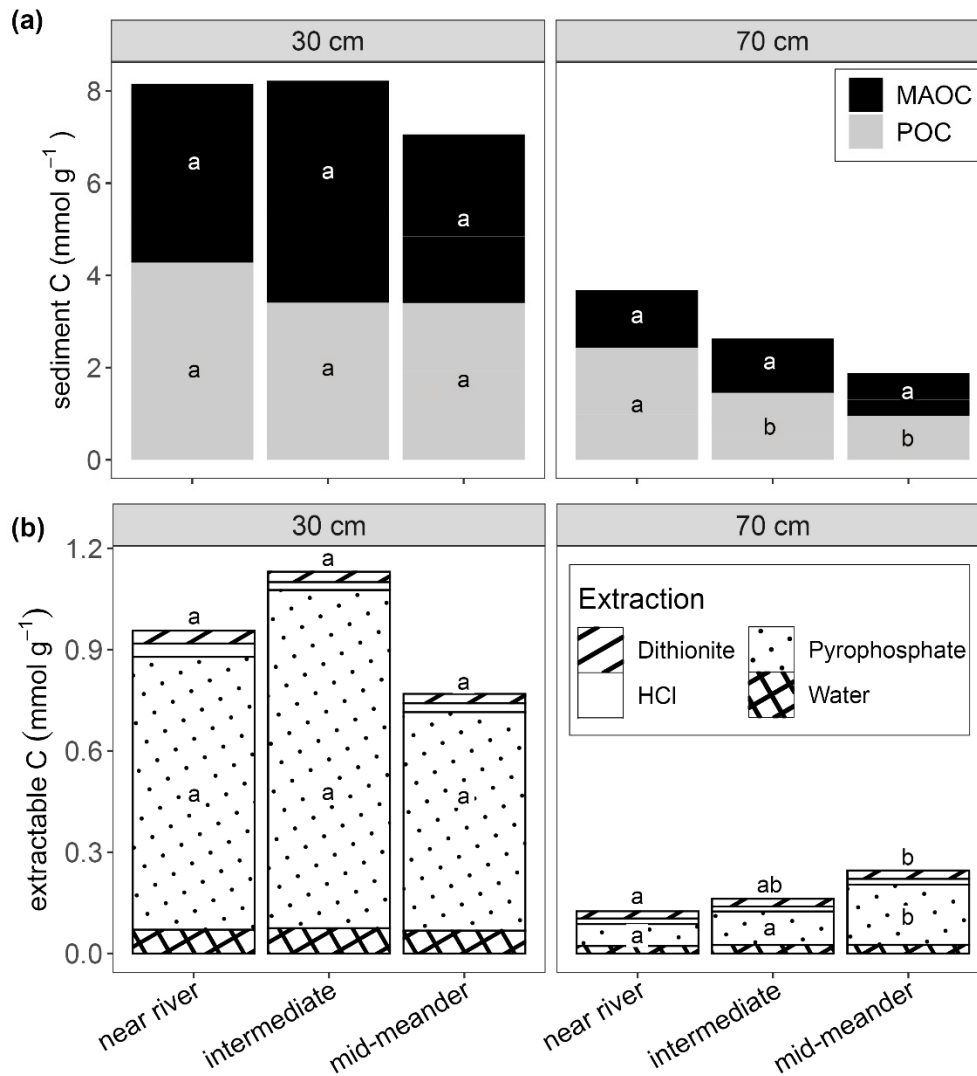 (a)
30 cm
70 cm
sediment C (mmol g⁻¹ )
8
6
4
2
0
MAOC
POC
a
a
a
a
a
a
a
a
a
a
b
b
(b)
30 cm
70 cm
extractable C (mmol g⁻¹ )
1.2
0.9
0.6
0.3
0.0
Extraction
Dithionite
Pyrophosphate
HCl
Water
a
a
a
a
a
a
a
ab
b
a
a
b
near river
intermediate
mid-meander
near river
intermediate
mid-meander